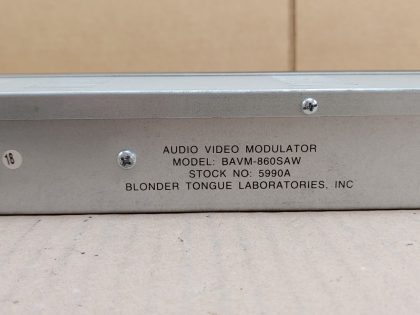 AUDIO VIDEO MODULATOR
MODEL: BAVM-860SAW
18
STOCK NO: 5990A
BLONDER TONGUE LABORATORIES, INC